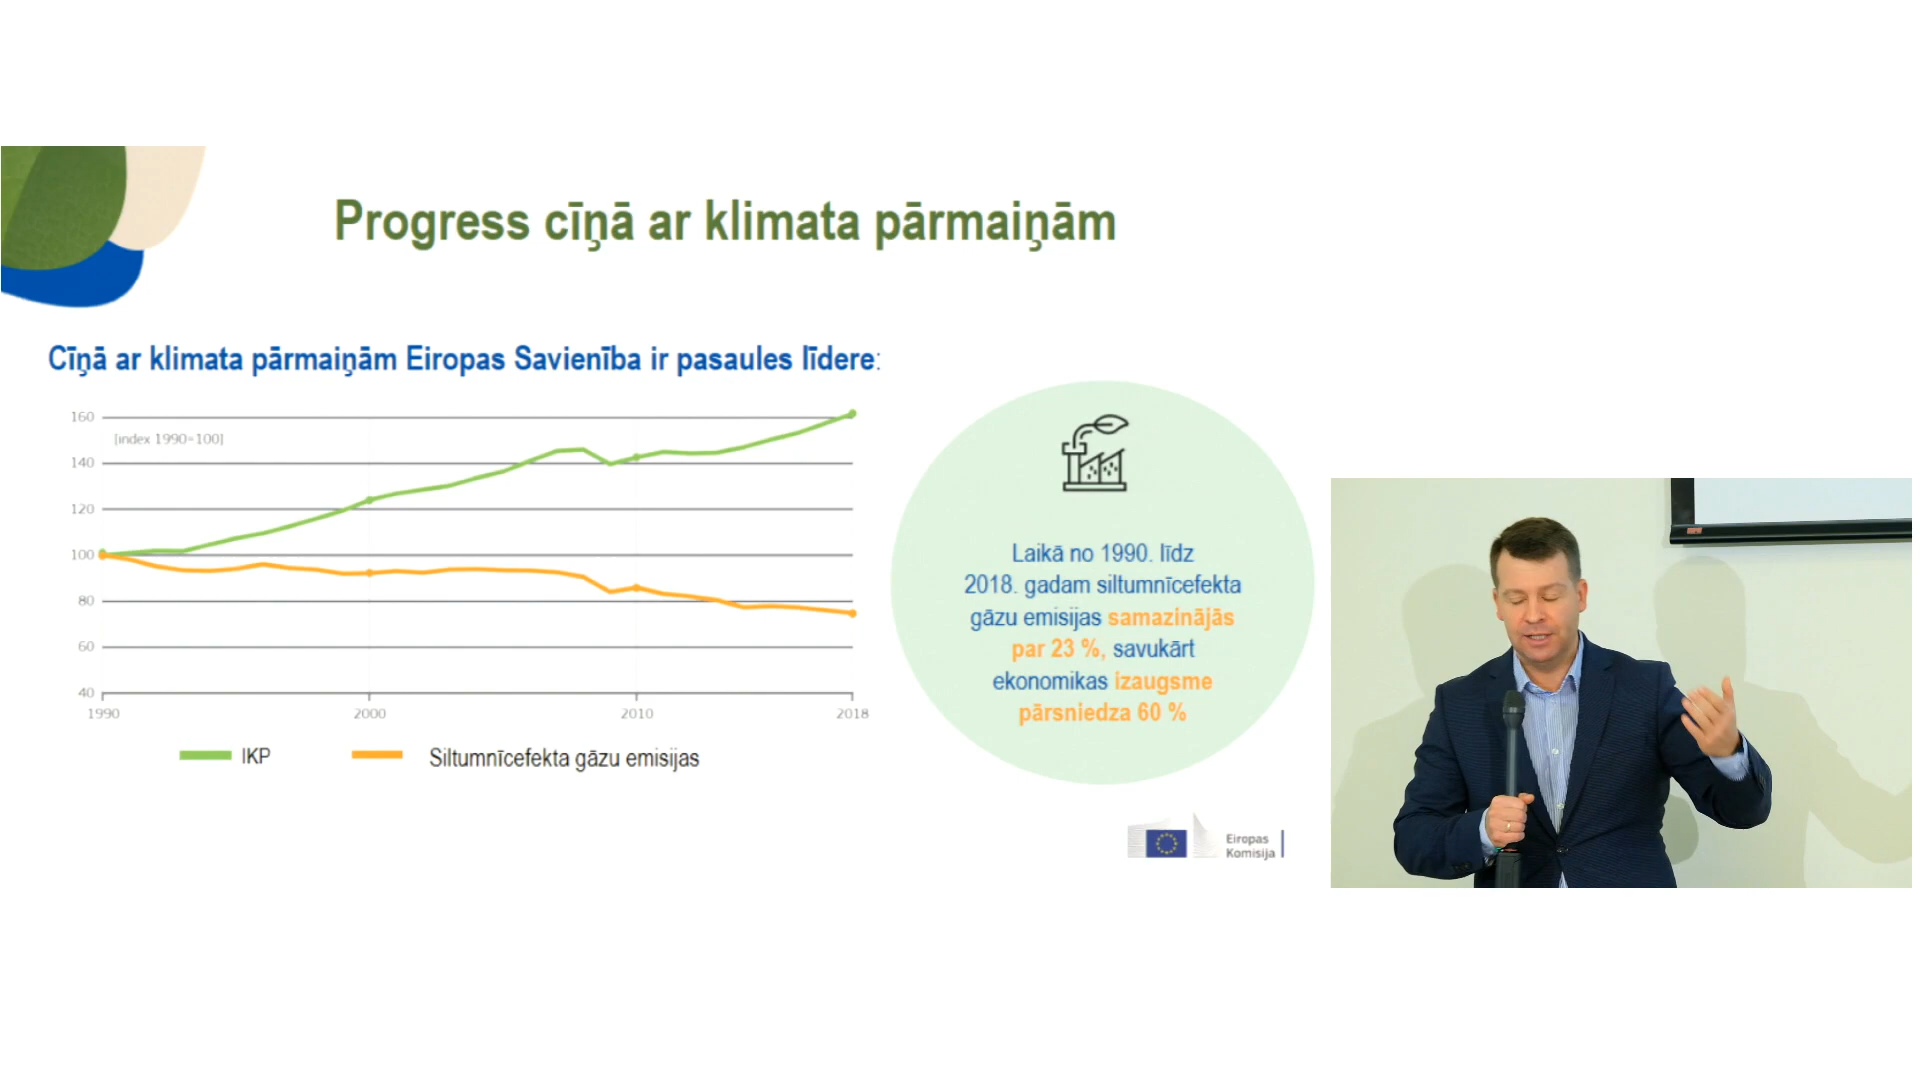 Progress cīņā ar klimata pārmaiņām
Cīņā ar klimata pārmaiņām Eiropas Savienība ir pasaules līdere:
160
[index 1990=100]
140
120
100
80
60
40
1990 2000 2010 2018
IKP Siltumnīcefekta gāzu emisijas
Laikā no 1990. līdz
2018. gadam siltumnīcefekta
gāzu emisijas samazinājās
par 23 %, savukārt
ekonomikas izaugsme
pārsniedza 60 %
Eiropas
Komisija